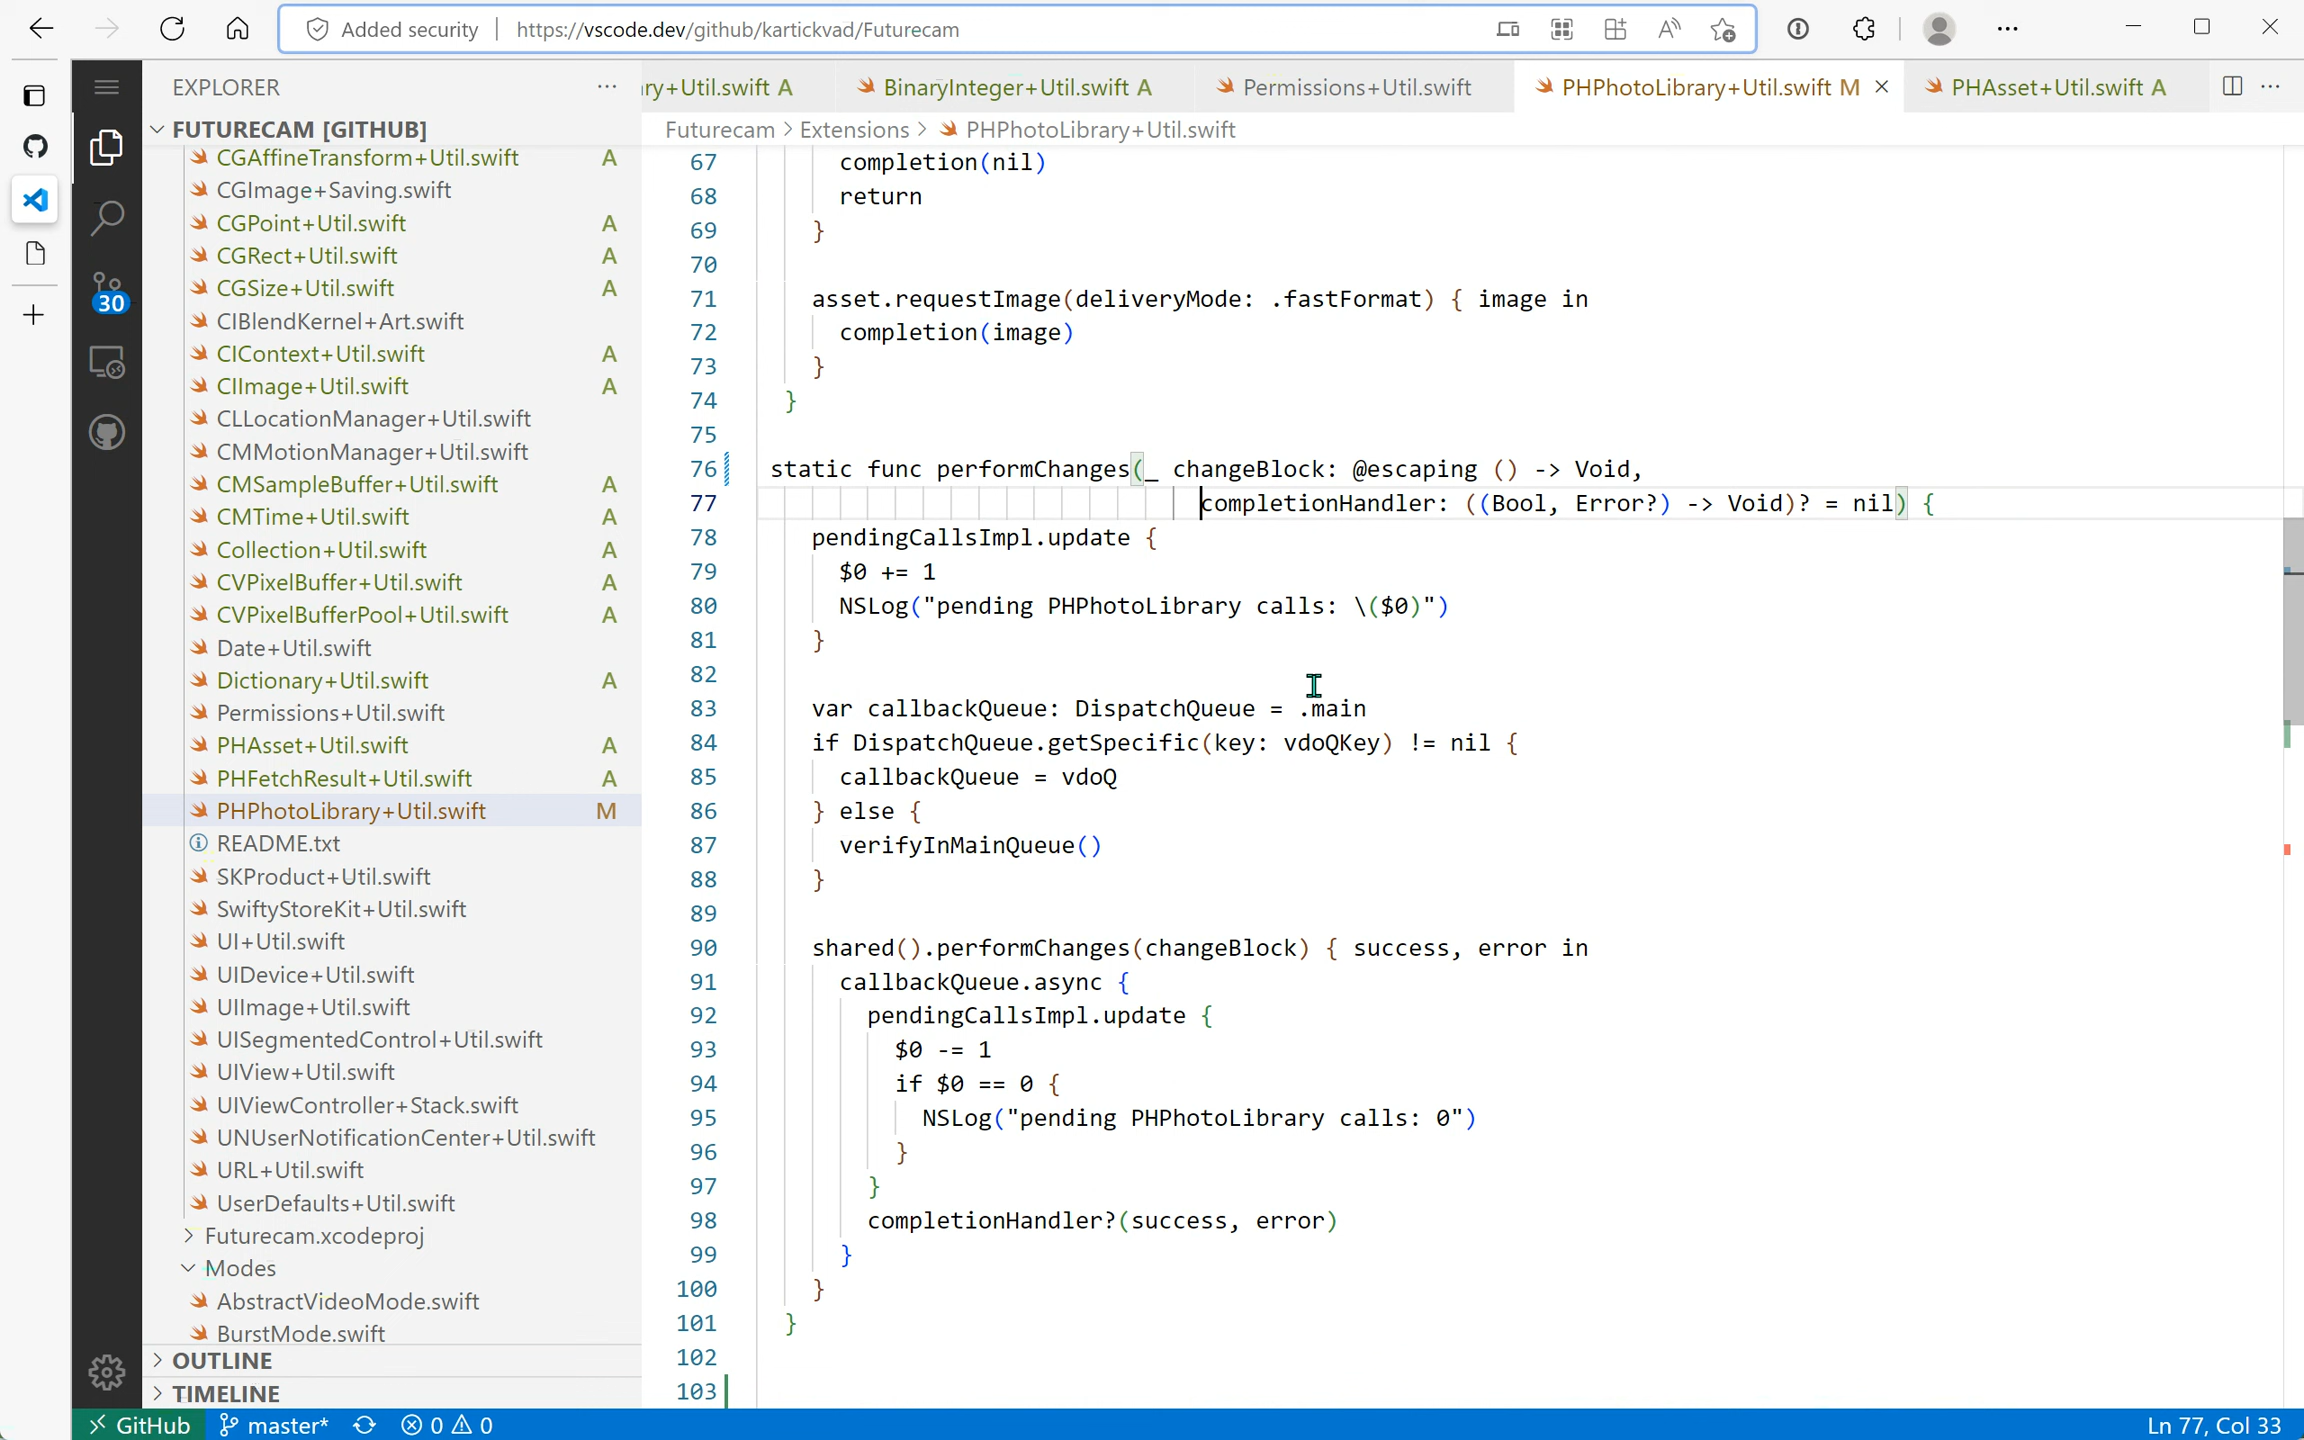 Added security
https://vscode.dev/github/kartickvad/Futurecam
EXPLORER
FUTURECAM [GITHUB]
CGAffineTransform+Util.swift A
CGImage+Saving.swift
CGPoint+Util.swift A
CGRect+Util.swift A
CGSize+Util.swift A
CIBlendKernel+Art.swift
CIContext+Util.swift A
CIImage+Util.swift A
CLLocationManager+Util.swift
CMMotionManager+Util.swift
CMSampleBuffer+Util.swift A
CMTime+Util.swift A
Collection+Util.swift A
CVPixelBuffer+Util.swift A
CVPixelBufferPool+Util.swift A
Date+Util.swift
Dictionary+Util.swift A
Permissions+Util.swift
PHAsset+Util.swift A
PHFetchResult+Util.swift A
PHPhotoLibrary+Util.swift M
README.txt
SKProduct+Util.swift
SwiftyStoreKit+Util.swift
UI+Util.swift
UIDevice+Util.swift
UIImage+Util.swift
UISegmentedControl+Util.swift
UIView+Util.swift
UIViewController+Stack.swift
UNUserNotificationCenter+Util.swift
URL+Util.swift
UserDefaults+Util.swift
Futurecam.xcodeproj
Modes
AbstractVideoMode.swift
BurstMode.swift
OUTLINE
TIMELINE
30
ry+Util.swift A
BinaryInteger+Util.swift A
Permissions+Util.swift
PHPhotoLibrary+Util.swift M
PHAsset+Util.swift A
Futurecam > Extensions > PHPhotoLibrary+Util.swift
67 completion(nil)
68 return
69 }
70
71 asset.requestImage(deliveryMode: .fastFormat) { image in
72 completion(image)
73 }
74 }
75
76 static func performChanges(_ changeBlock: @escaping () -> Void,
77 completionHandler: ((Bool, Error?) -> Void)? = nil) {
78 pendingCallsImpl.update {
79 $0 += 1
80 NSLog("pending PHPhotoLibrary calls: \($0)")
81 }
82
83 var callbackQueue: DispatchQueue = .main
84 if DispatchQueue.getSpecific(key: vdoQKey) != nil {
85 callbackQueue = vdoQ
86 } else {
87 verifyInMainQueue()
88 }
89
90 shared().performChanges(changeBlock) { success, error in
91 callbackQueue.async {
92 pendingCallsImpl.update {
93 $0 -= 1
94 if $0 == 0 {
95 NSLog("pending PHPhotoLibrary calls: 0")
96 }
97 }
98 completionHandler?(success, error)
99 }
100 }
101 }
102
103
GitHub
master*
0
0
Ln 77, Col 33